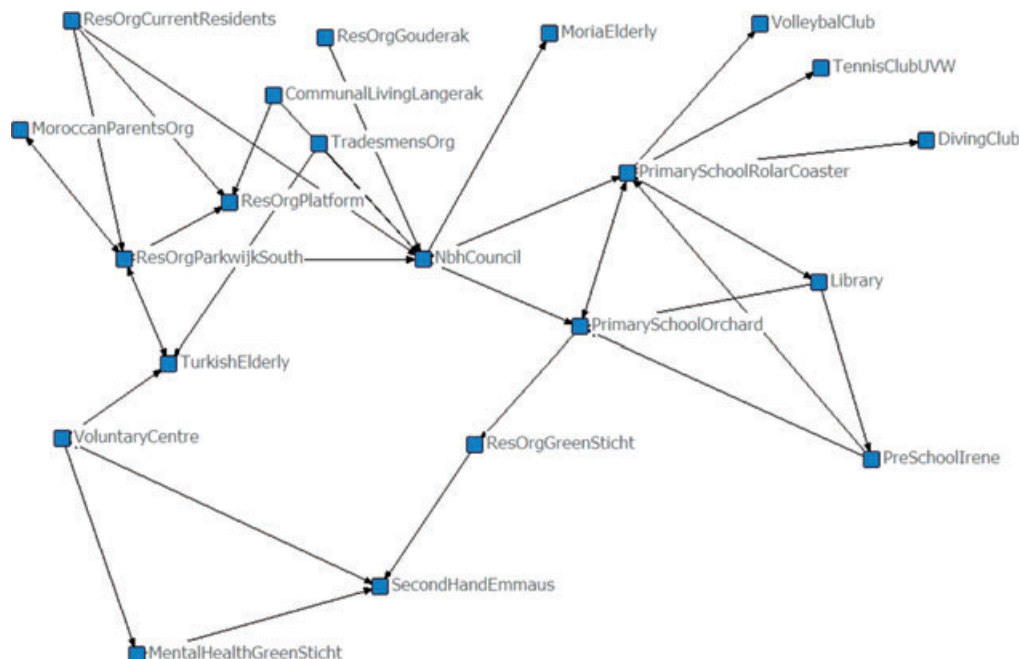 ResOrgCurrentResidents
VolleybalClub
MoriaElderly
ResOrgGouderak
TennisClubUVW
CommunalLivingLangerak
MoroccanParentsOrg
TradesmensOrg
DivingClub
PrimarySchoolRolarCoaster
ResOrgPlatform
ResOrgParkwijkSouth
NbhCouncil
Library
PrimarySchoolOrchard
TurkishElderly
VoluntaryCentre
ResOrgGreenSticht
PreSchoolIrene
SecondHandEmmaus
MentalHealthGreenSticht